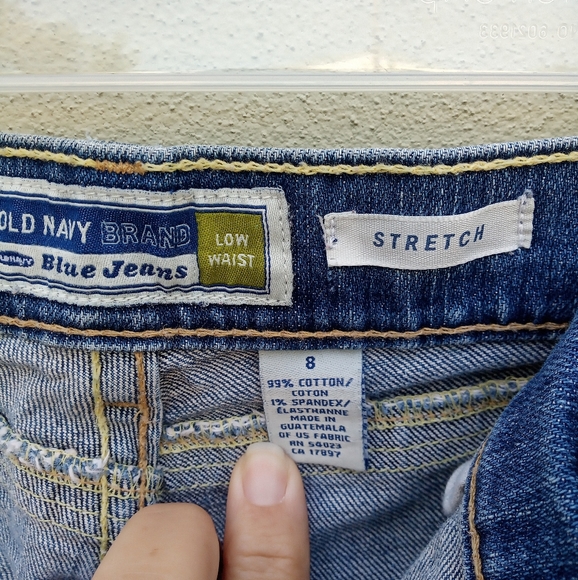 OLD NAVY BRAND
Blue Jeans
LOW
WAIST
STRETCH
8
99% COTTON/
COTON
1% SPANDEX/
ELASTHANNE
MADE IN
GUATEMALA
OF US FABRIC
RN 54023
CA 17897